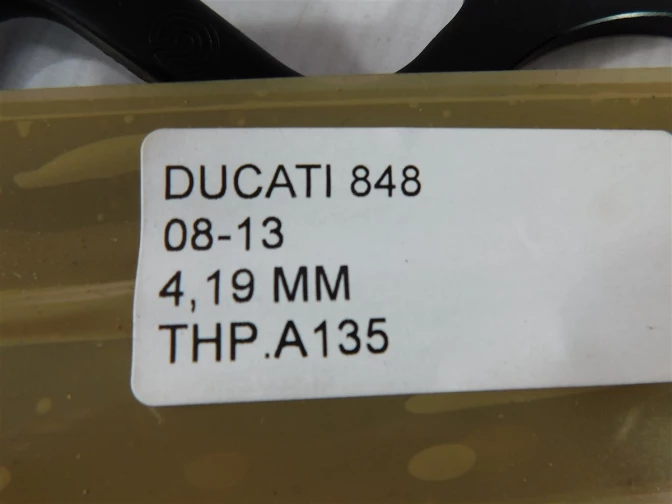 DUCATI 848
08-13
4,19 MM
THP.A135